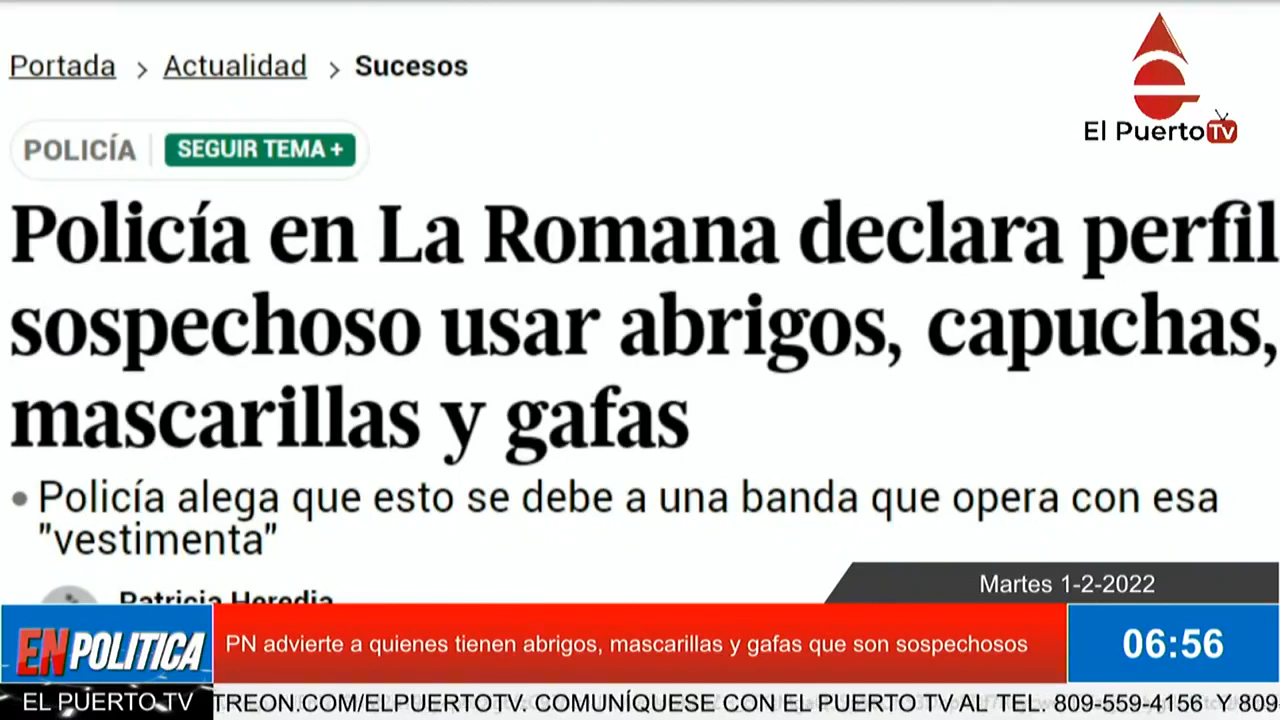 Portada > Actualidad > Sucesos
El Puerto Tv
POLICÍA | SEGUIR TEMA +
Policía en La Romana declara perfil
sospechoso usar abrigos, capuchas,
mascarillas y gafas
• Policía alega que esto se debe a una banda que opera con esa
"vestimenta"
Patricia Heredia
Martes 1-2-2022
EN POLITICA
PN advierte a quienes tienen abrigos, mascarillas y gafas que son sospechosos
06:56
EL PUERTO TV
TREON.COM/ELPUERTOTV. COMUNÍQUESE CON EL PUERTO TV AL TEL. 809-559-4156 Y 809